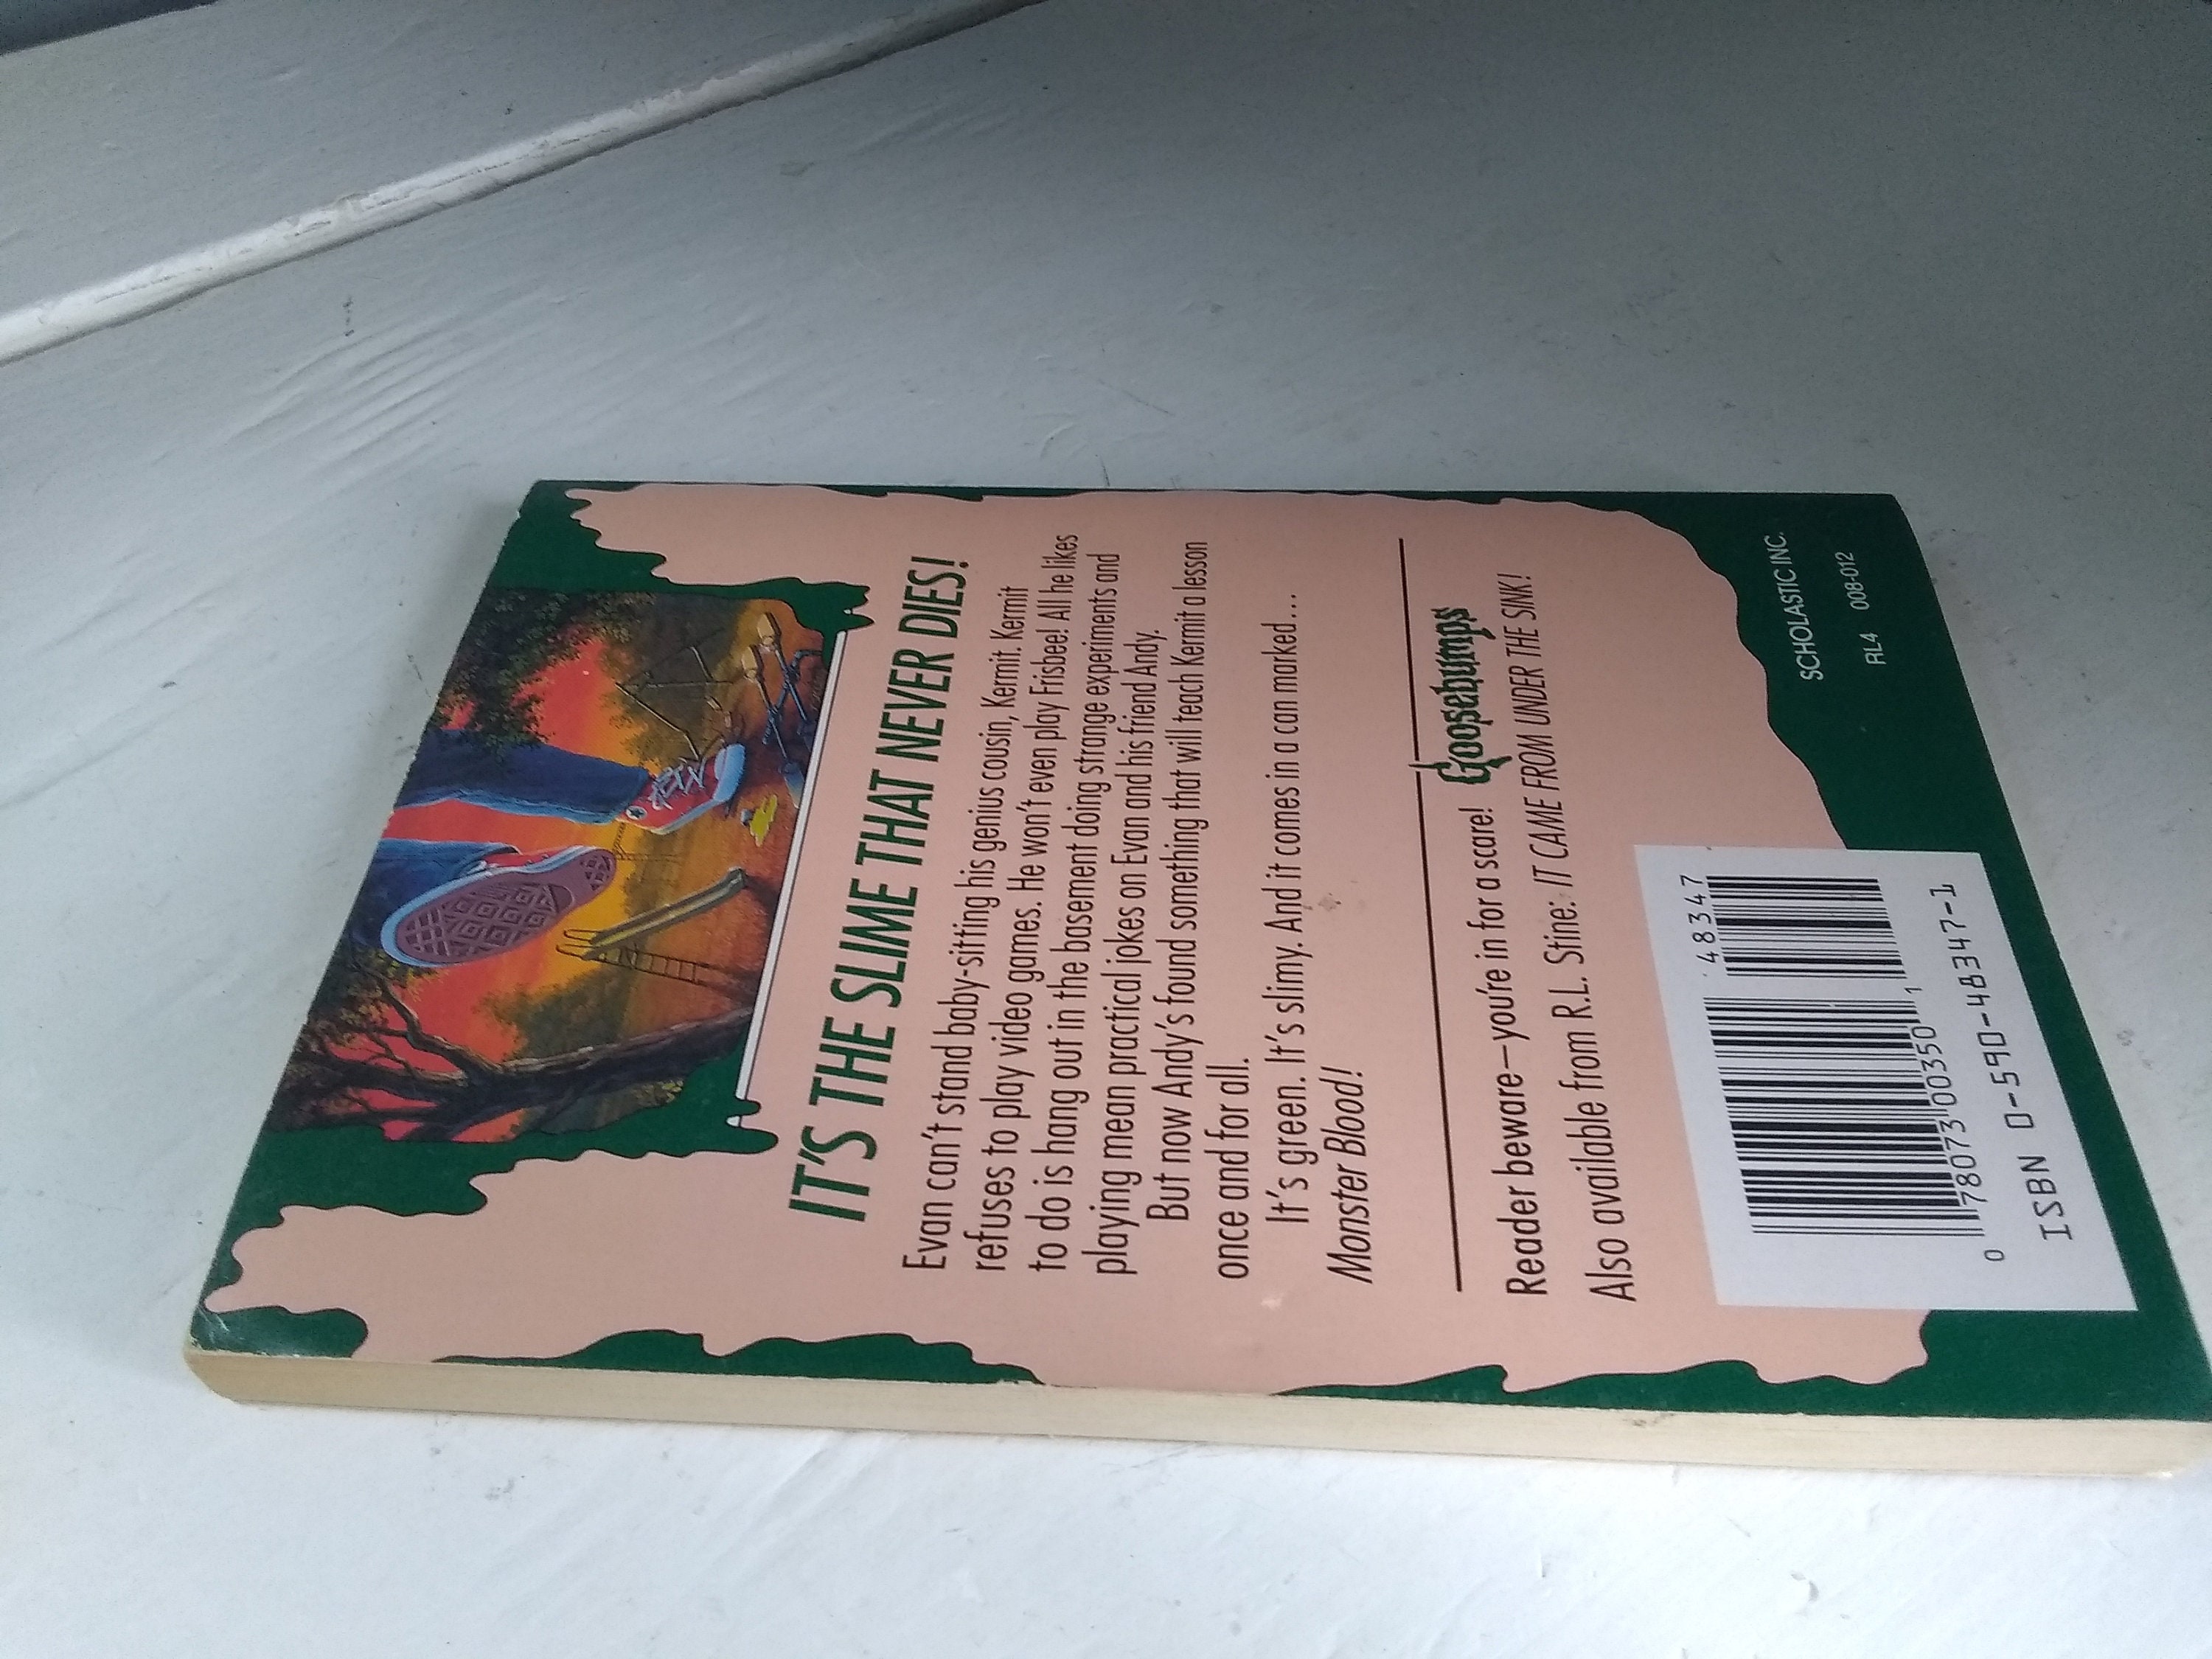 IT'S THE SLIME THAT NEVER DIES!
Evan can't stand baby-sitting his genius cousin, Kermit. Kermit
refuses to play video games. He won't even play Frisbee! All he likes
to do is hang out in the basement doing strange experiments and
playing mean practical jokes on Evan and his friend Andy.
But now Andy's found something that will teach Kermit a lesson
once and for all.
It's green. It's slimy. And it comes in a can marked...
Monster Blood!
Reader beware—you're in for a scare! Goosebumps
Also available from R.L. Stine: IT CAME FROM UNDER THE SINK!
48347
0 78073 00350 1
ISBN 0-590-48347-1
SCHOLASTIC INC.
RL4 008-012